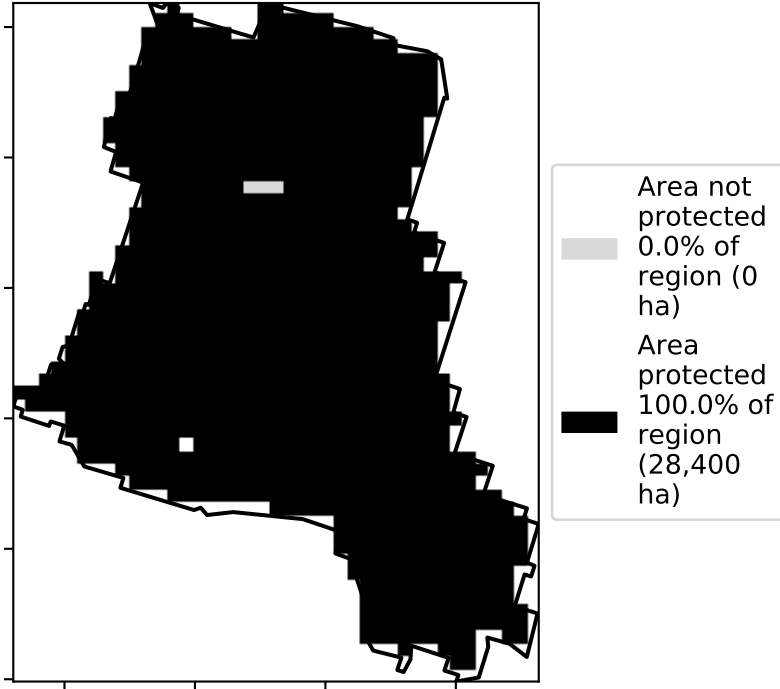 Area not
protected
0.0% of
region (0
ha)
Area
protected
100.0% of
region
(28,400
ha)